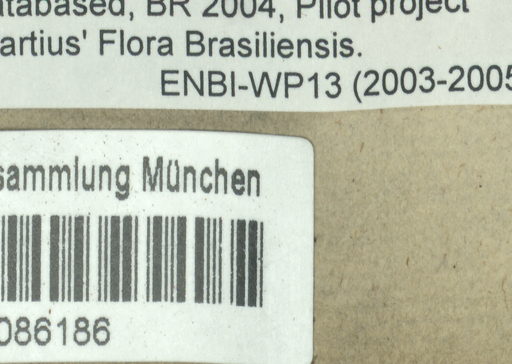 atabased, BR 2004, Pilot project
artius' Flora Brasiliensis.
ENBI-WP13 (2003-2005
sammlung München
086186